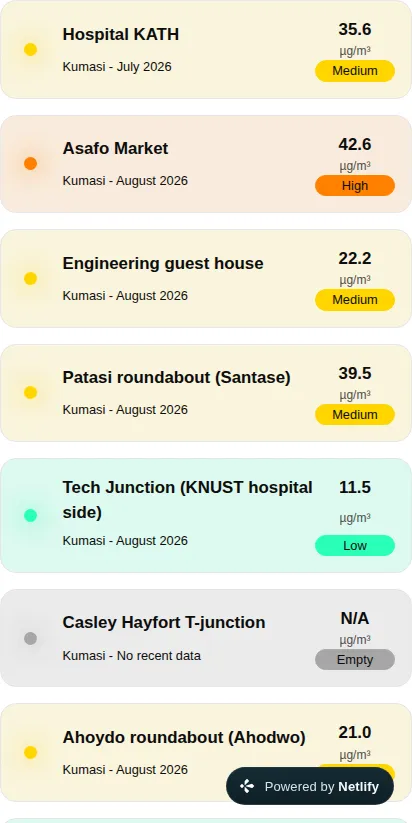 Hospital KATH
35.6
µg/m³
Kumasi - July 2026
Medium
Asafo Market
42.6
µg/m³
Kumasi - August 2026
High
Engineering guest house
22.2
µg/m³
Kumasi - August 2026
Medium
Patasi roundabout (Santase)
39.5
µg/m³
Kumasi - August 2026
Medium
Tech Junction (KNUST hospital
side)
11.5
µg/m³
Kumasi - August 2026
Low
Casley Hayfort T-junction
N/A
µg/m³
Kumasi - No recent data
Empty
Ahoydo roundabout (Ahodwo)
21.0
µg/m³
Kumasi - August 2026
Powered by Netlify